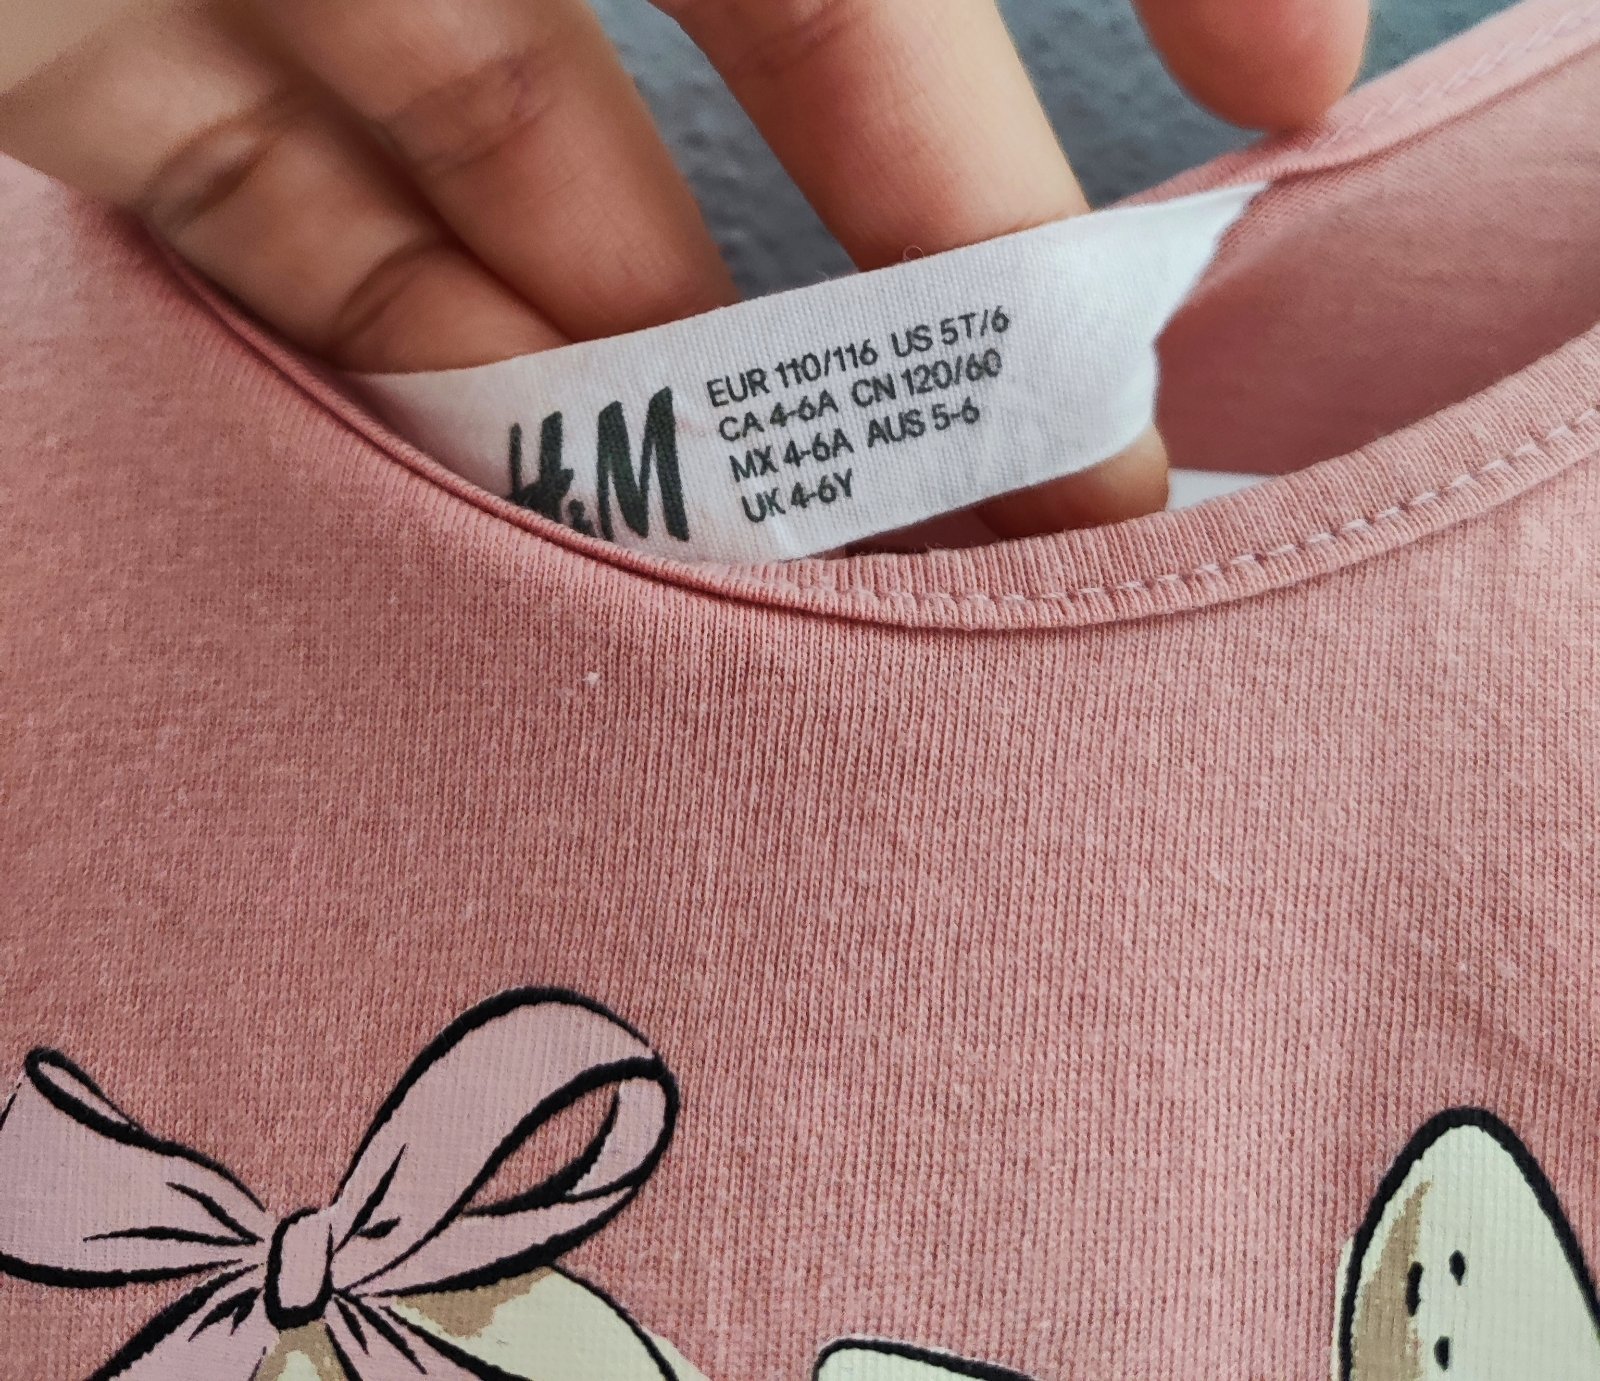 H&M
EUR 110/116 US 5T/6
CA 4-6A CN 120/60
MX 4-6A AUS 5-6
UK 4-6Y